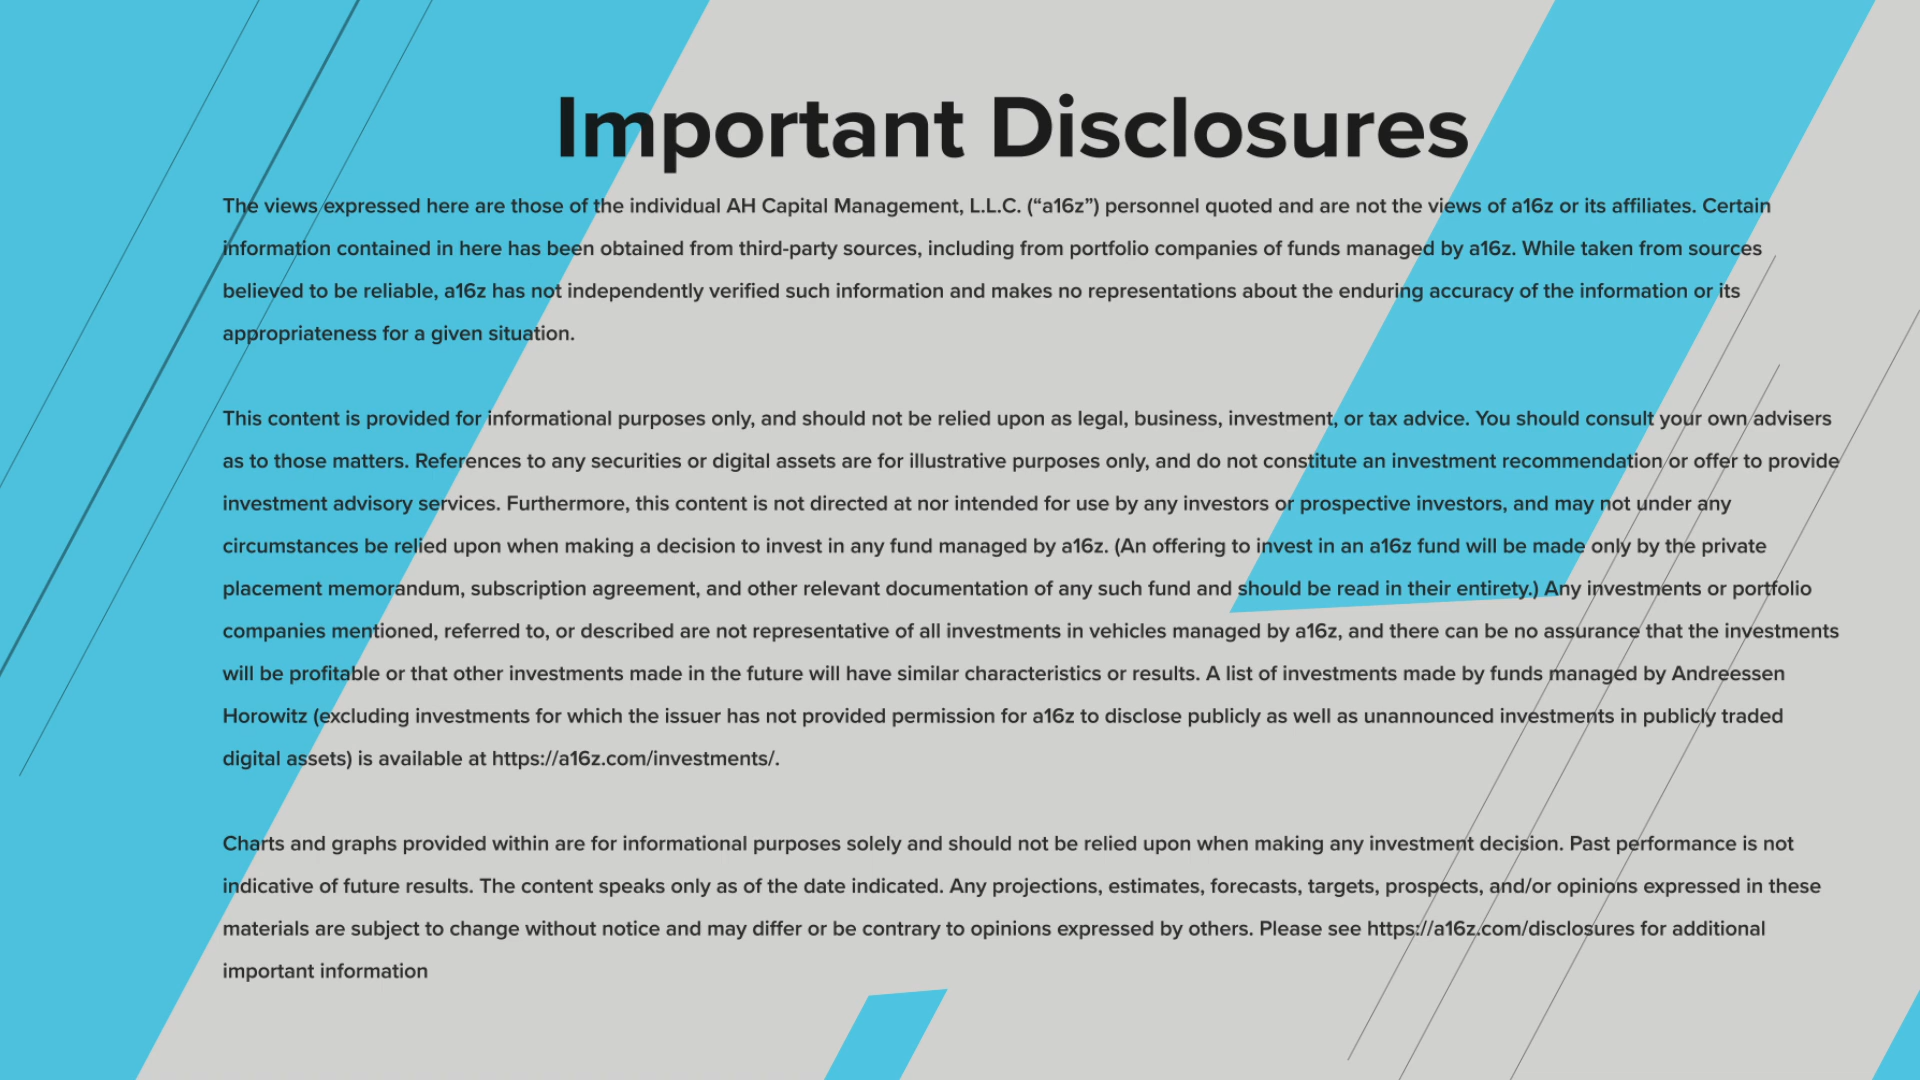 Important Disclosures
The views expressed here are those of the individual AH Capital Management, L.L.C. (“a16z”) personnel quoted and are not the views of a16z or its affiliates. Certain
information contained in here has been obtained from third-party sources, including from portfolio companies of funds managed by a16z. While taken from sources
believed to be reliable, a16z has not independently verified such information and makes no representations about the enduring accuracy of the information or its
appropriateness for a given situation.
This content is provided for informational purposes only, and should not be relied upon as legal, business, investment, or tax advice. You should consult your own advisers
as to those matters. References to any securities or digital assets are for illustrative purposes only, and do not constitute an investment recommendation or offer to provide
investment advisory services. Furthermore, this content is not directed at nor intended for use by any investors or prospective investors, and may not under any
circumstances be relied upon when making a decision to invest in any fund managed by a16z. (An offering to invest in an a16z fund will be made only by the private
placement memorandum, subscription agreement, and other relevant documentation of any such fund and should be read in their entirety.) Any investments or portfolio
companies mentioned, referred to, or described are not representative of all investments in vehicles managed by a16z, and there can be no assurance that the investments
will be profitable or that other investments made in the future will have similar characteristics or results. A list of investments made by funds managed by Andreessen
Horowitz (excluding investments for which the issuer has not provided permission for a16z to disclose publicly as well as unannounced investments in publicly traded
digital assets) is available at https://a16z.com/investments/.
Charts and graphs provided within are for informational purposes solely and should not be relied upon when making any investment decision. Past performance is not
indicative of future results. The content speaks only as of the date indicated. Any projections, estimates, forecasts, targets, prospects, and/or opinions expressed in these
materials are subject to change without notice and may differ or be contrary to opinions expressed by others. Please see https://a16z.com/disclosures for additional
important information